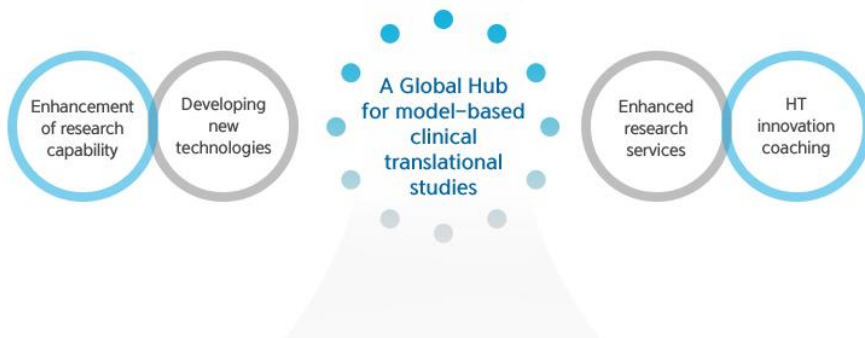 Enhancement
of research
capability
Developing
new
technologies
A Global Hub
for model-based
clinical
translational
studies
Enhanced
research
services
HT
innovation
coaching